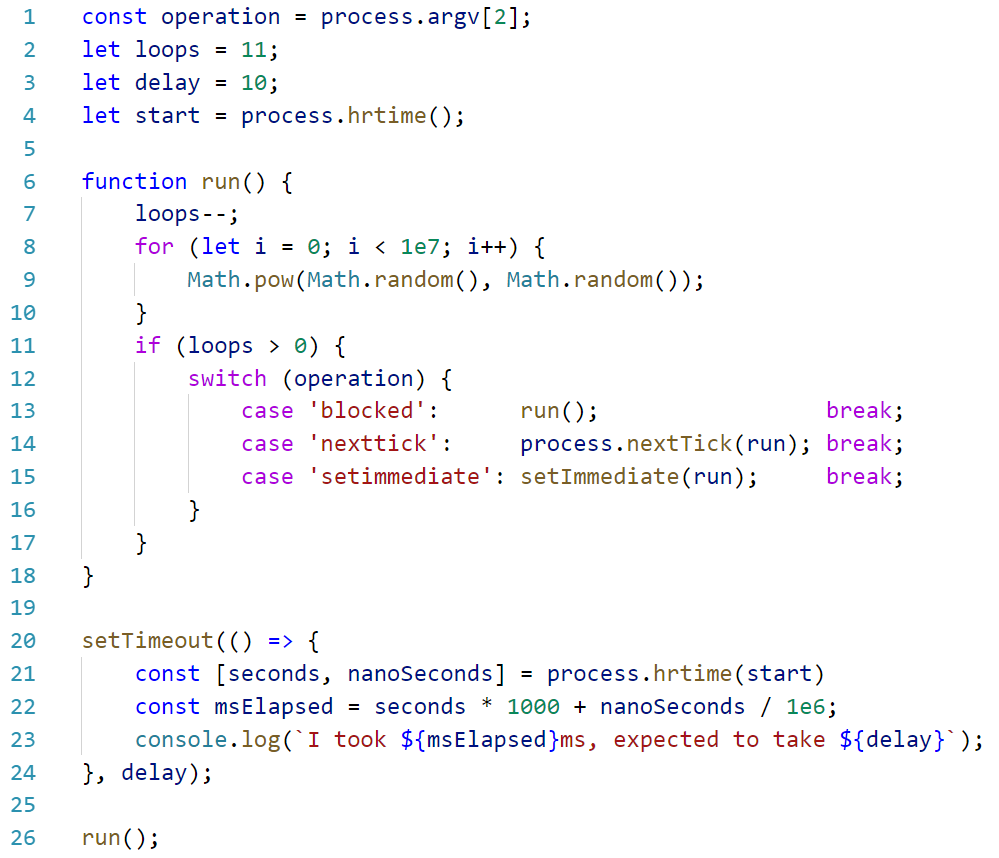 1 const operation = process.argv[2];
2 let loops = 11;
3 let delay = 10;
4 let start = process.hrtime();
5
6 function run() {
7     loops--;
8     for (let i = 0; i < 1e7; i++) {
9         Math.pow(Math.random(), Math.random());
10     }
11     if (loops > 0) {
12         switch (operation) {
13             case 'blocked':      run();                 break;
14             case 'nexttick':     process.nextTick(run); break;
15             case 'setimmediate': setImmediate(run);     break;
16         }
17     }
18 }
19
20 setTimeout(() => {
21     const [seconds, nanoSeconds] = process.hrtime(start)
22     const msElapsed = seconds * 1000 + nanoSeconds / 1e6;
23     console.log(`I took ${msElapsed}ms, expected to take ${delay}`);
24 }, delay);
25
26 run();